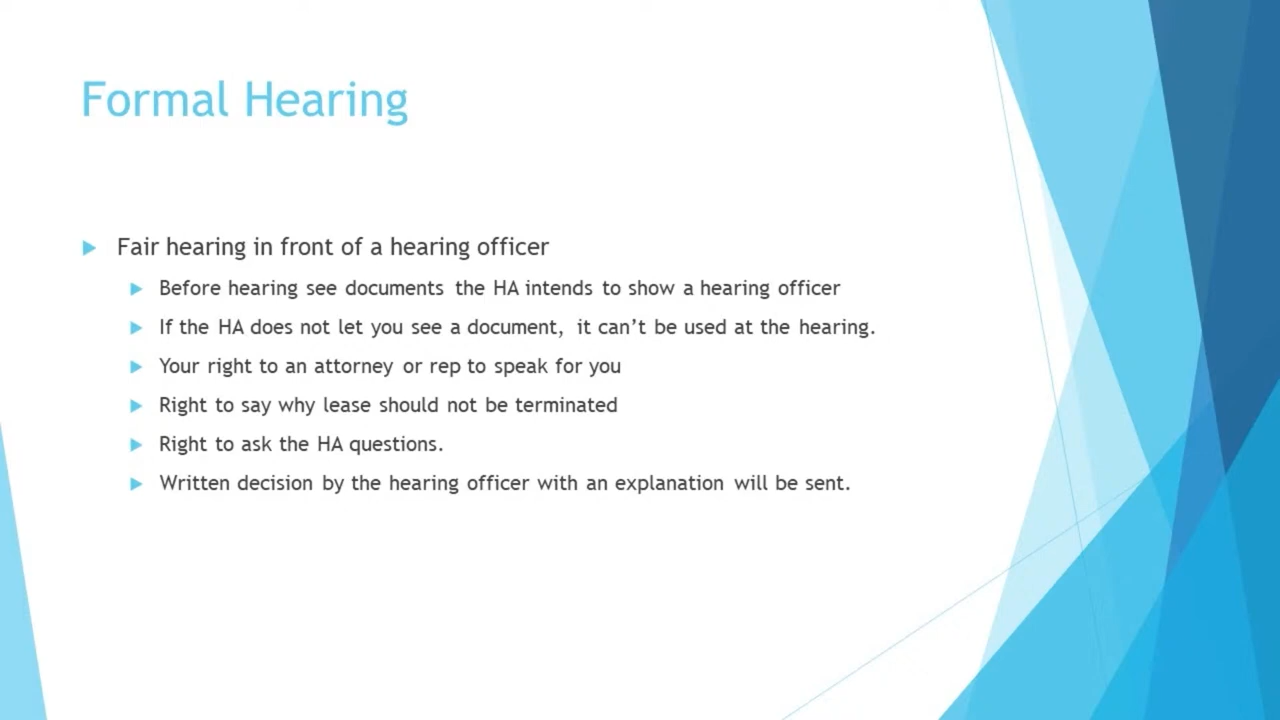 Formal Hearing
Fair hearing in front of a hearing officer
Before hearing see documents the HA intends to show a hearing officer
If the HA does not let you see a document, it can’t be used at the hearing.
Your right to an attorney or rep to speak for you
Right to say why lease should not be terminated
Right to ask the HA questions.
Written decision by the hearing officer with an explanation will be sent.